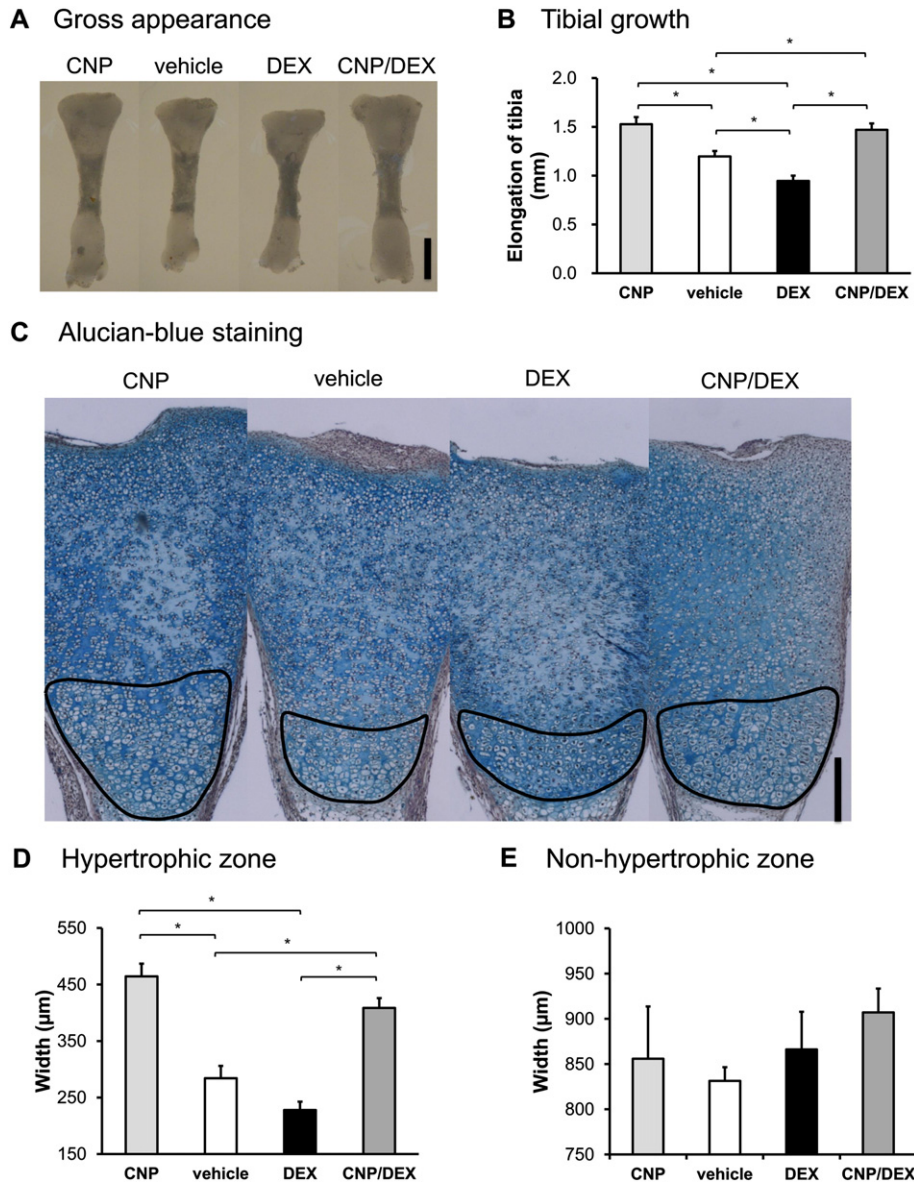 A Gross appearance
CNP vehicle DEX CNP/DEX
B Tibial growth
* * * * *
Elongation of tibia
(mm)
2.0
1.5
1.0
0.5
0.0
CNP vehicle DEX CNP/DEX
C Alucian-blue staining
CNP vehicle DEX CNP/DEX
D Hypertrophic zone
* * * *
Width (µm)
550
450
350
250
150
CNP vehicle DEX CNP/DEX
E Non-hypertrophic zone
Width (µm)
1000
950
900
850
800
750
CNP vehicle DEX CNP/DEX